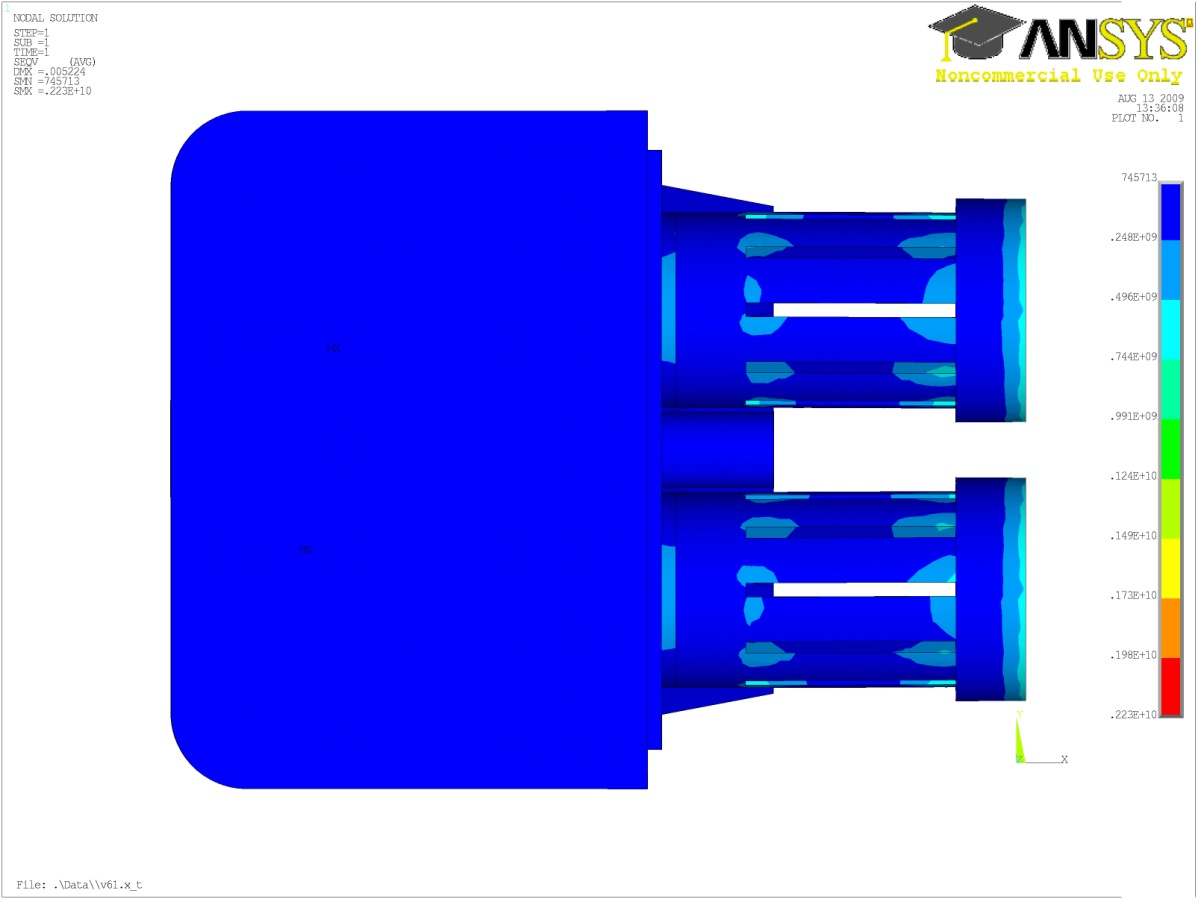 1
NODAL SOLUTION
STEP=1
SUB =1
TIME=1
SEQV (AVG)
DMX =.005224
SMN =745713
SMX =.223E+10
ANSYS
Noncommercial Use Only
AUG 13 2009
13:36:08
PLOT NO. 1
745713
.248E+09
.496E+09
.744E+09
.991E+09
.124E+10
.149E+10
.173E+10
.198E+10
.223E+10
MX
MN
Y
Z
X
File: .\Data\\v61.x_t